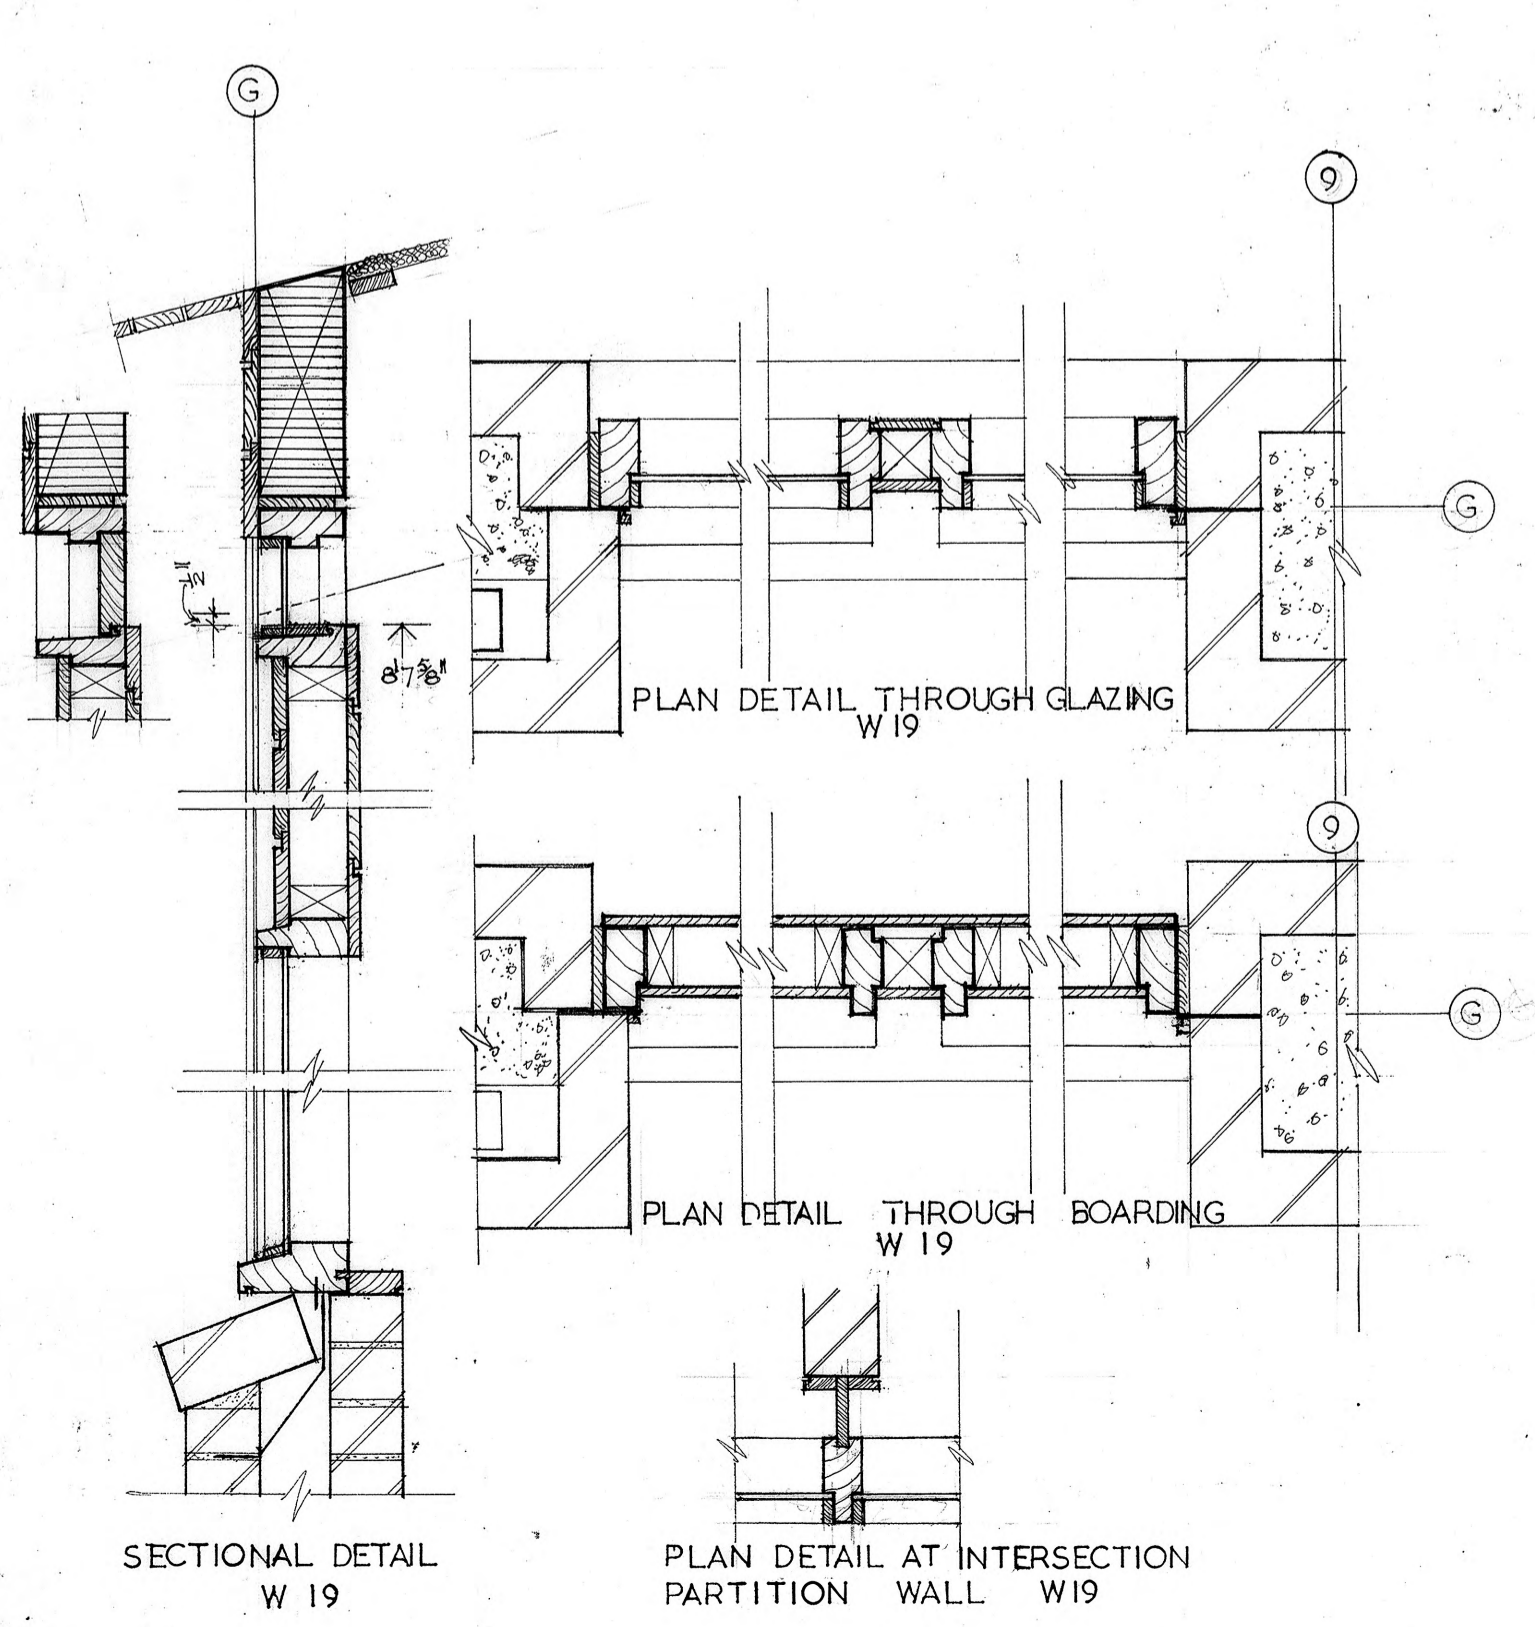 G
9
G
1 1/2"
8'7 5/8"
PLAN DETAIL THROUGH GLAZING
W 19
9
G
PLAN DETAIL THROUGH BOARDING
W 19
SECTIONAL DETAIL
W 19
PLAN DETAIL AT INTERSECTION
PARTITION WALL W19